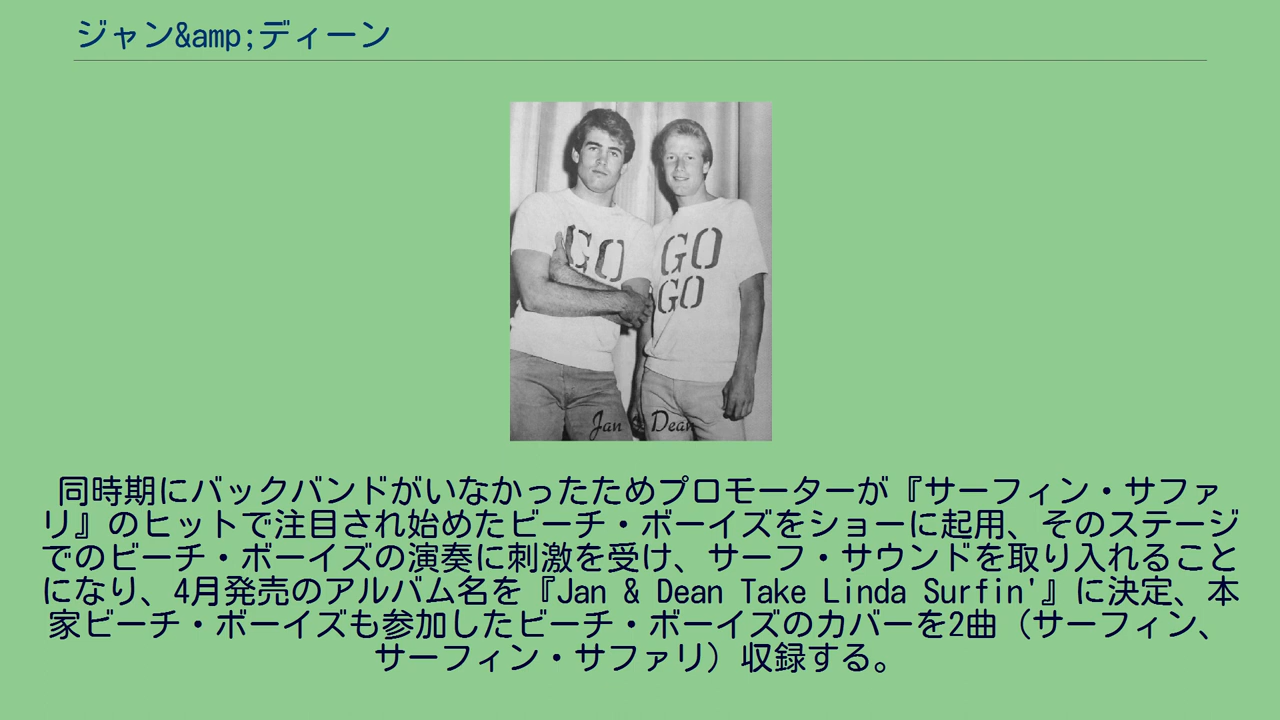 ジャン&amp;ディーン
GO
GO
GO
Jan & Dean
同時期にバックバンドがいなかったためプロモーターが『サーフィン・サファ
リ』のヒットで注目され始めたビーチ・ボーイズをショーに起用、そのステージ
でのビーチ・ボーイズの演奏に刺激を受け、サーフ・サウンドを取り入れること
になり、4月発売のアルバム名を『Jan & Dean Take Linda Surfin'』に決定、本
家ビーチ・ボーイズも参加したビーチ・ボーイズのカバーを2曲（サーフィン、
サーフィン・サファリ）収録する。